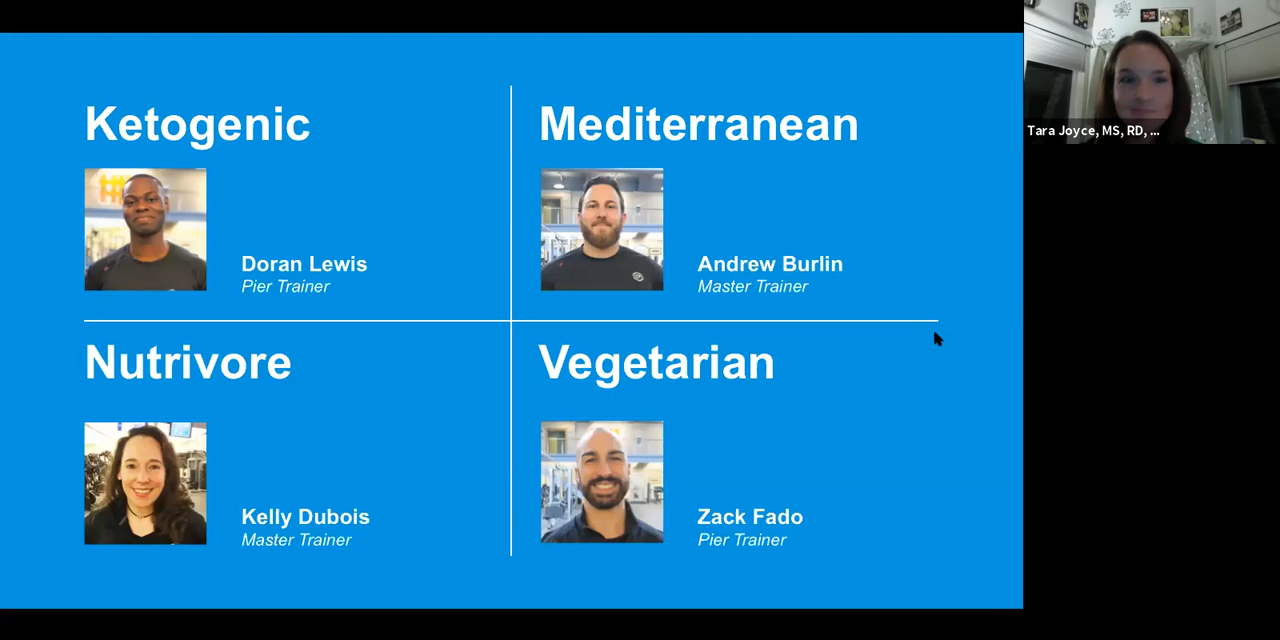 Ketogenic
Doran Lewis
Pier Trainer
Mediterranean
Andrew Burlin
Master Trainer
Nutrivore
Kelly Dubois
Master Trainer
Vegetarian
Zack Fado
Pier Trainer
Tara Joyce, MS, RD, ...